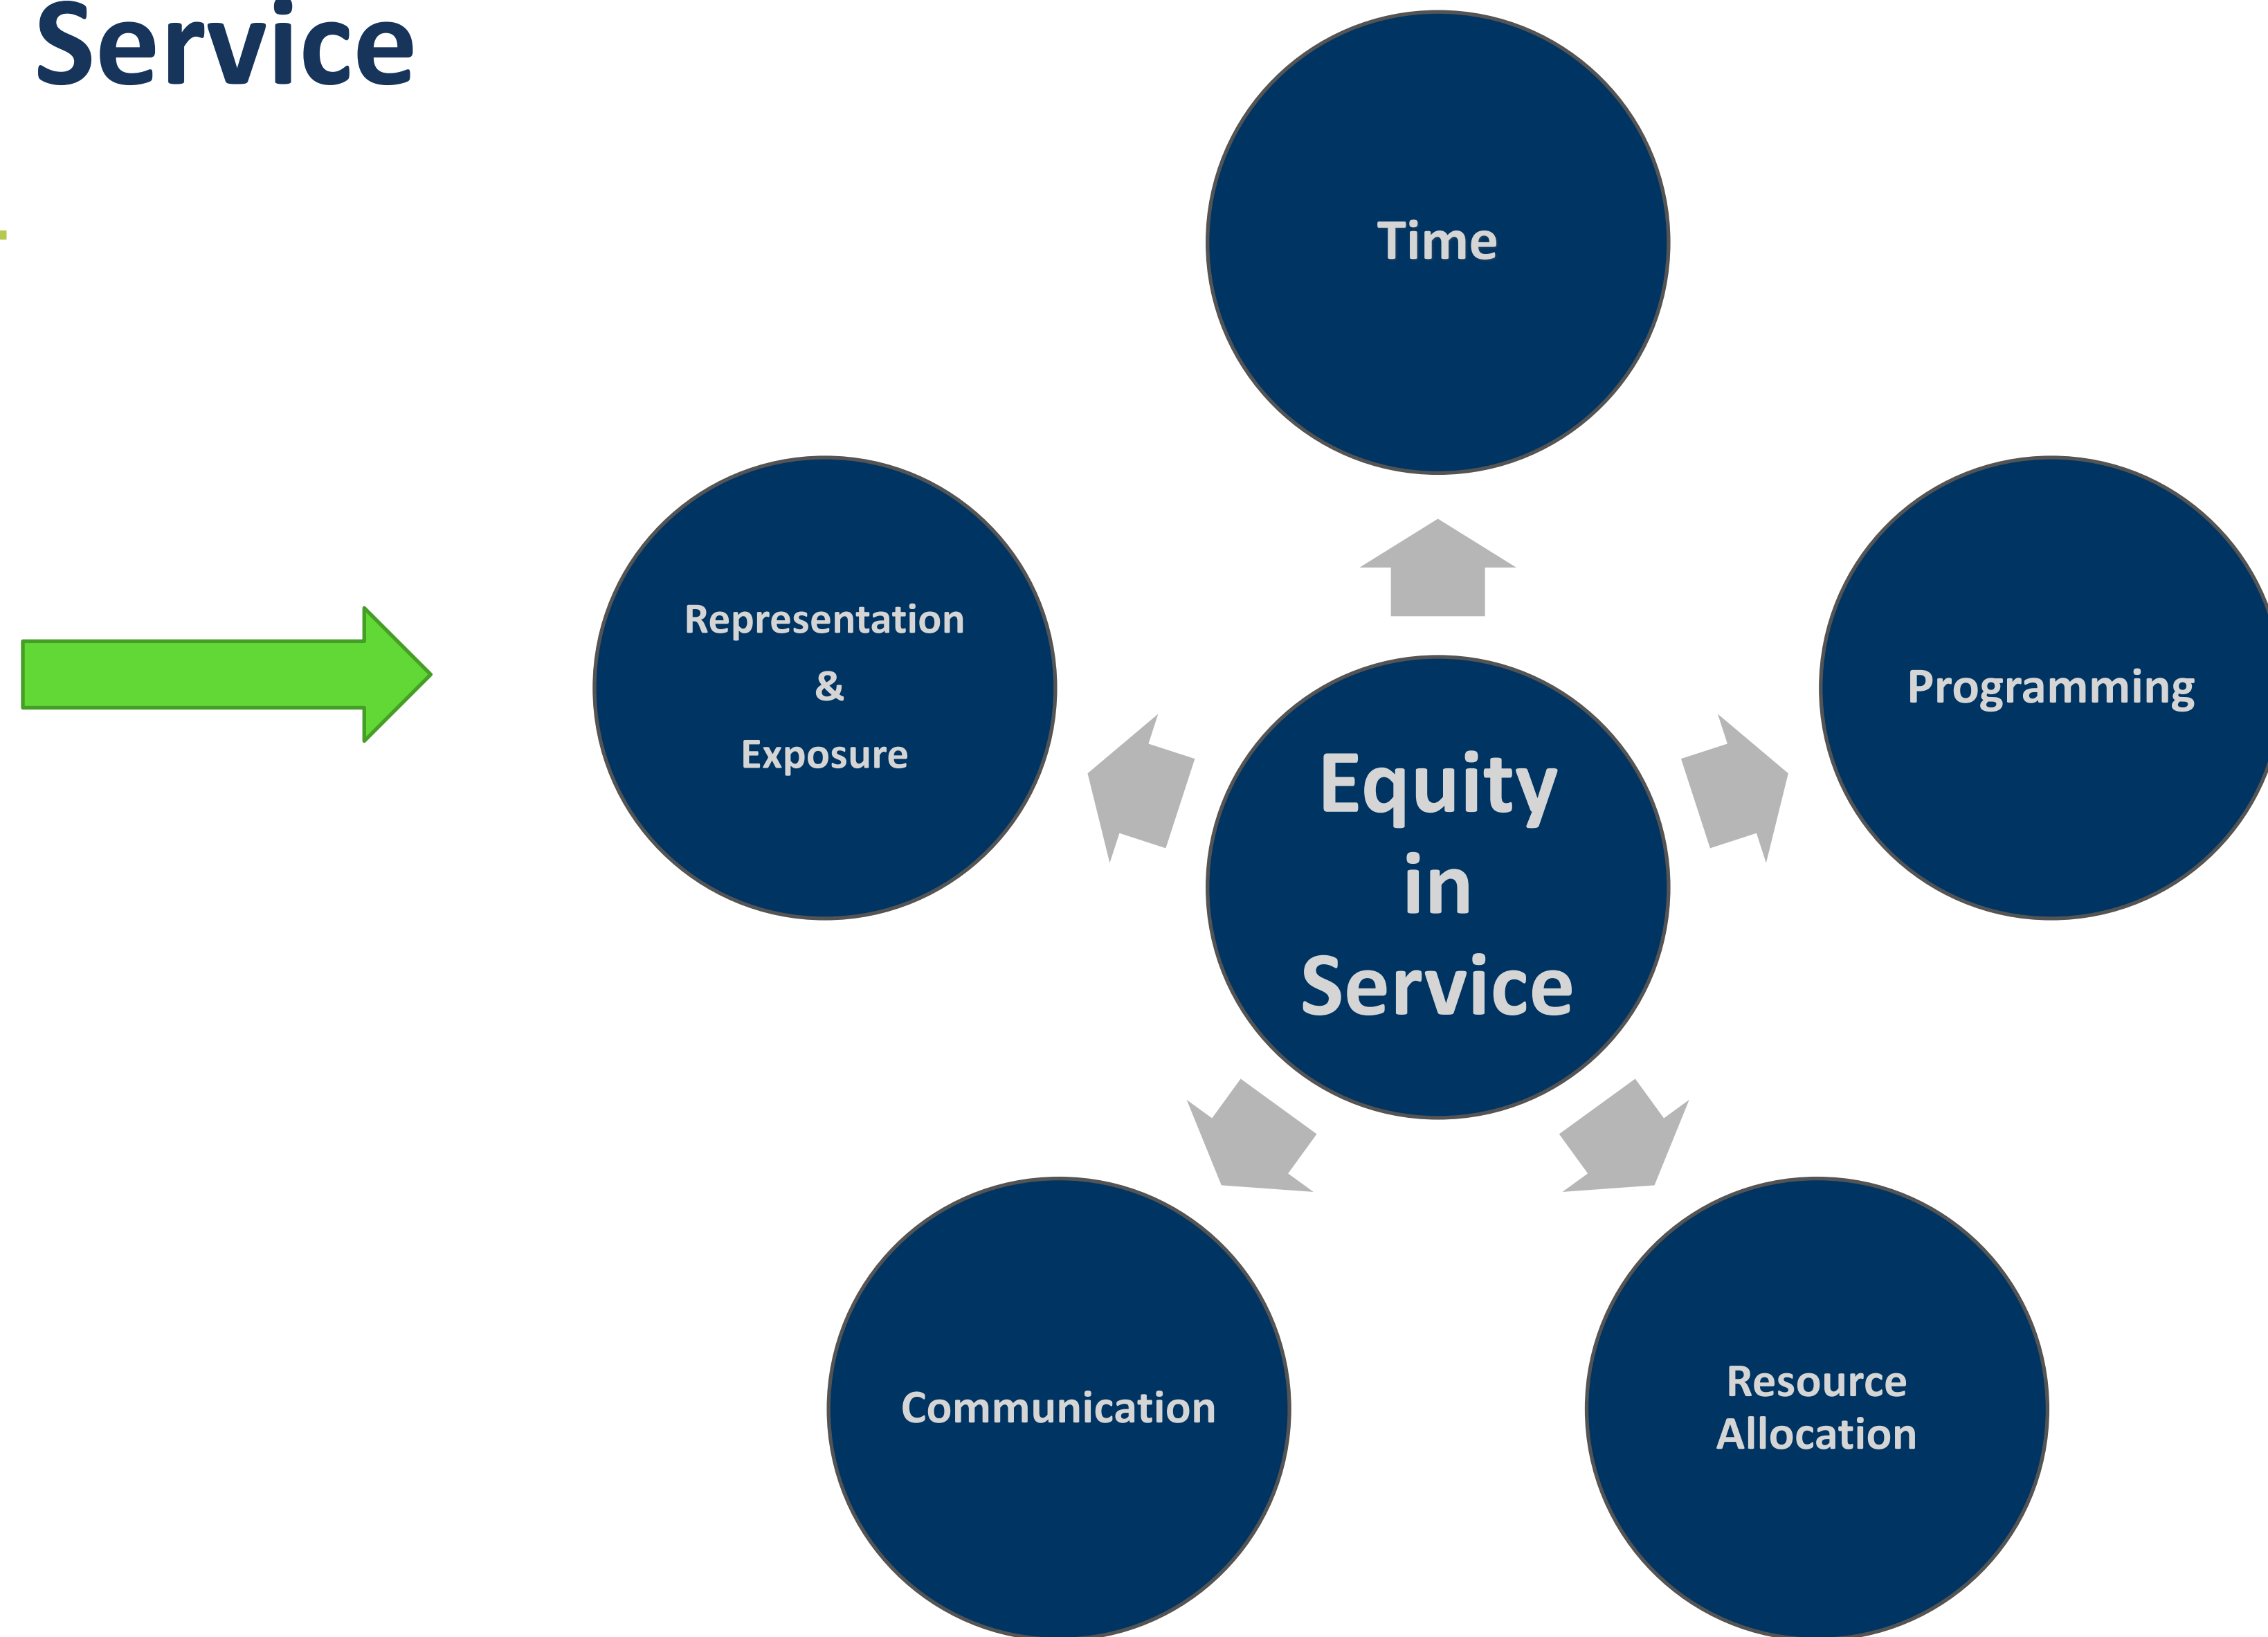 Service
Time
Representation
&
Exposure
Programming
Equity
in
Service
Communication
Resource
Allocation